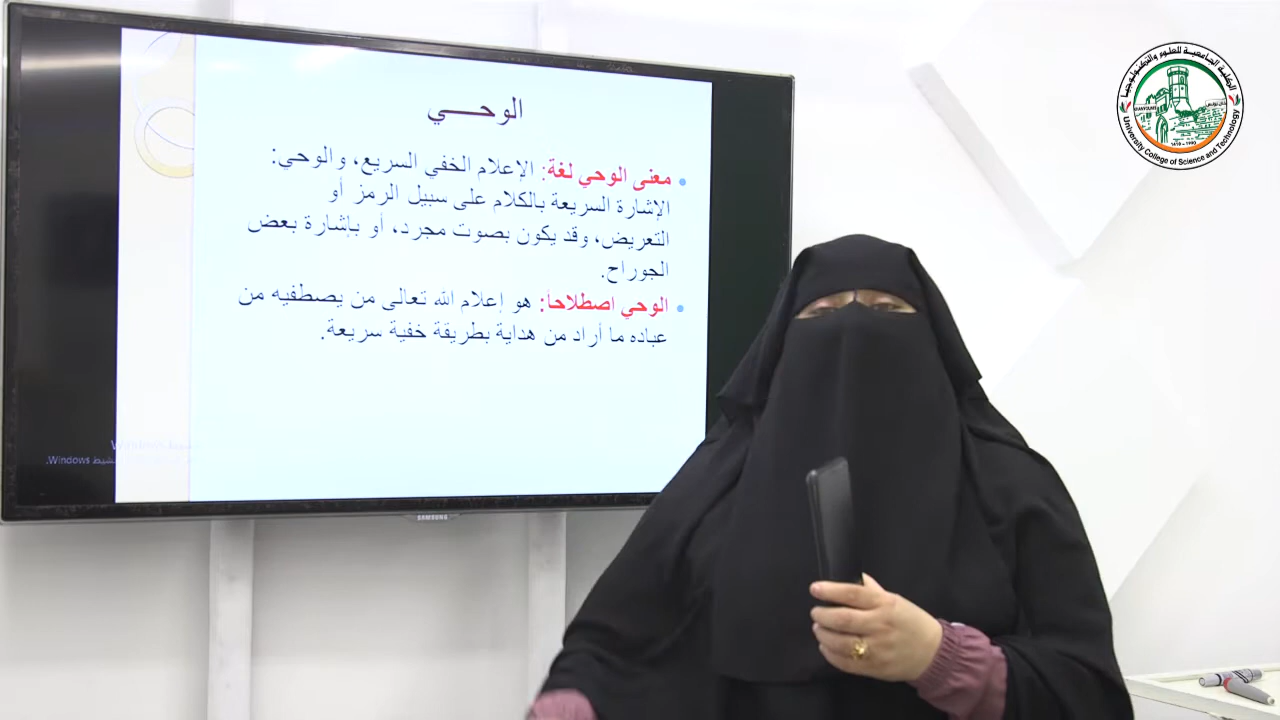 الوحـــي
معنى الوحي لغة: الإعلام الخفي السريع، والوحي:
الإشارة السريعة بالكلام على سبيل الرمز أو
التعريض، وقد يكون بصوت مجرد، أو بإشارة بعض
الجوراح.
الوحي اصطلاحاً: هو إعلام الله تعالى من يصطفيه من
عباده ما أراد من هداية بطريقة خفية سريعة.
SAMSUNG
الكلية الجامعية للعلوم والتكنولوجيا
University College of Science and Technology